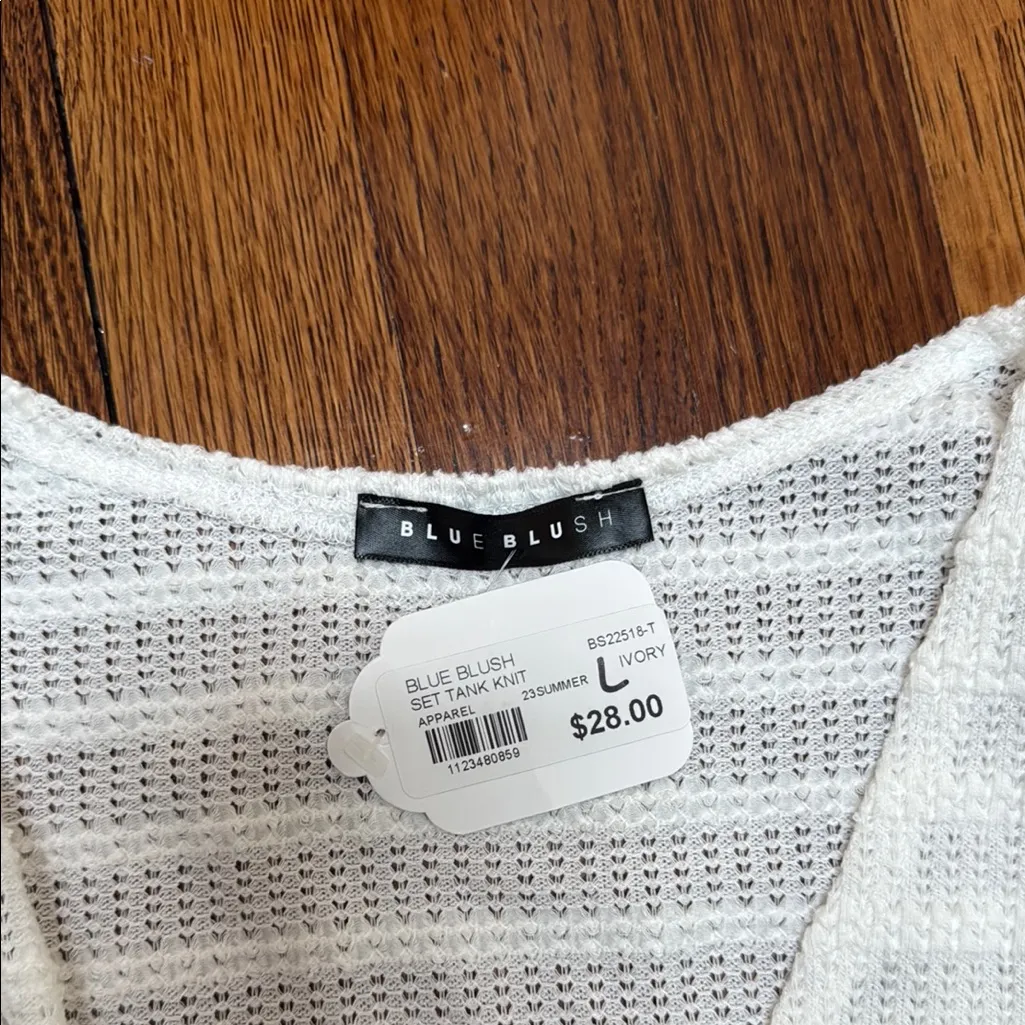 BLUE BLUSH
BLUE BLUSH
SET TANK KNIT
BS22518-T
IVORY
23SUMMER
L
APPAREL
$28.00
1123480859